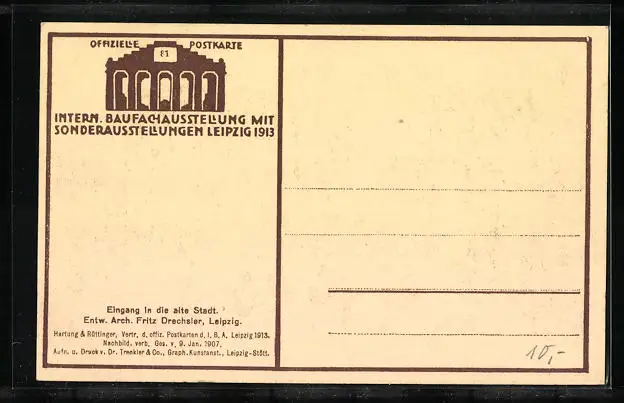 OFFIZIELLE POSTKARTE
81
INTERN. BAUFACHAUSSTELLUNG MIT
SONDERAUSSTELLUNGEN LEIPZIG 1913
Eingang in die alte Stadt.
Entw. Arch. Fritz Drechsler, Leipzig.
Hartung & Röttinger, Vertr. d. offiz. Postkarten d. I. B. A. Leipzig 1913.
Nachbild. verb. Ges. v. 9. Jan. 1907.
Aufn. u. Druck v. Dr. Trenkler & Co., Graph. Kunstanst., Leipzig-Stött.
10,-